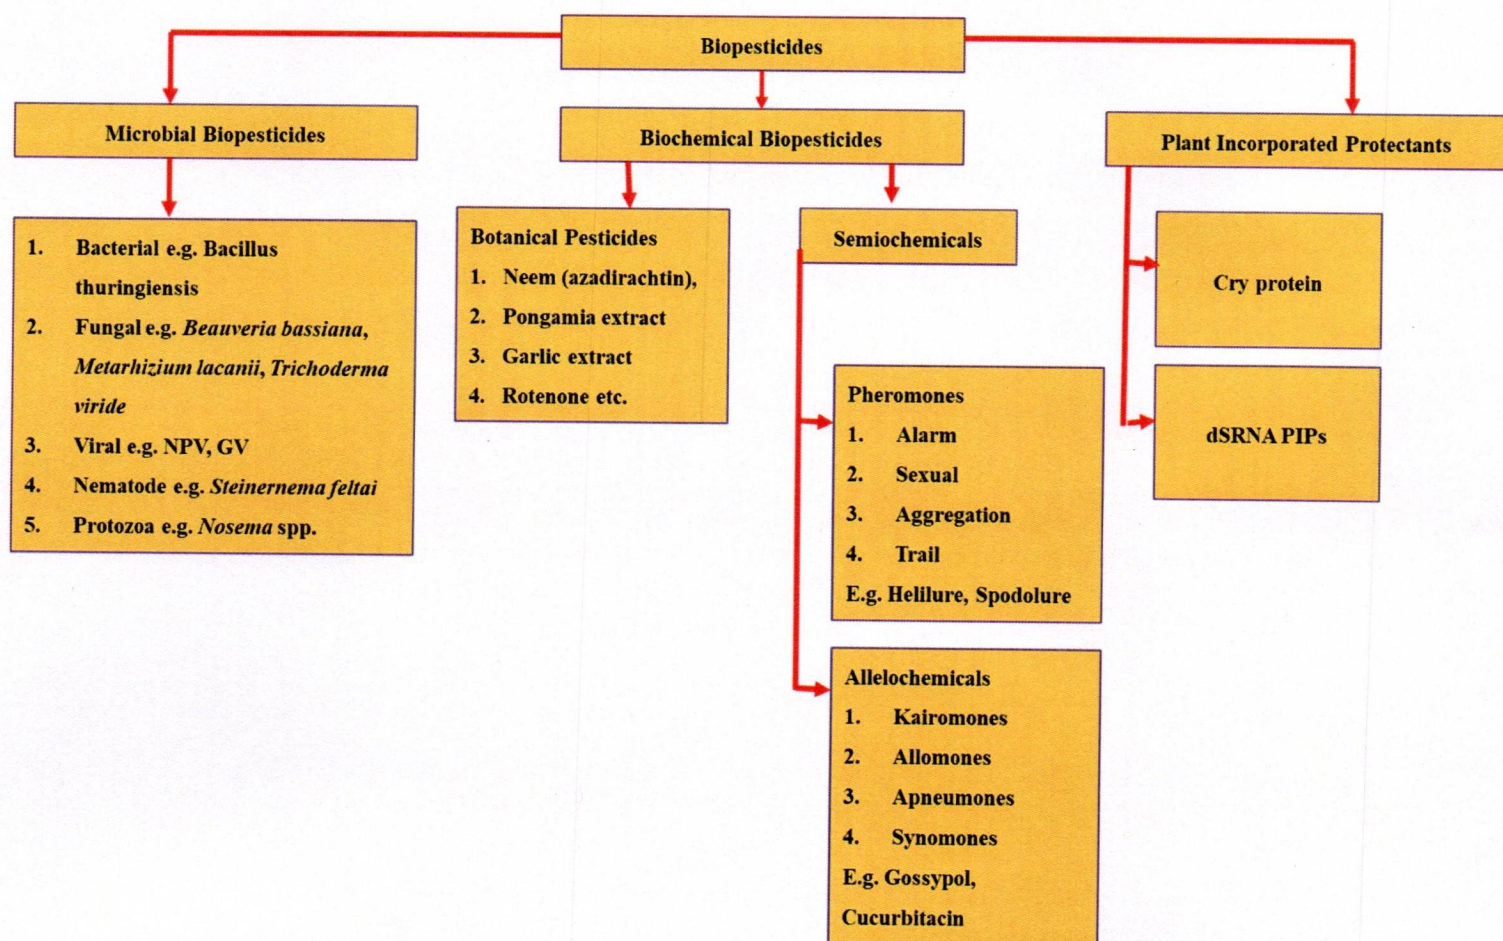 Biopesticides
Microbial Biopesticides
Biochemical Biopesticides
Plant Incorporated Protectants
1. Bacterial e.g. Bacillus
thuringiensis
2. Fungal e.g. Beauveria bassiana,
Metarhizium lacanii, Trichoderma
viride
3. Viral e.g. NPV, GV
4. Nematode e.g. Steinernema feltai
5. Protozoa e.g. Nosema spp.
Botanical Pesticides
1. Neem (azadirachtin),
2. Pongamia extract
3. Garlic extract
4. Rotenone etc.
Semiochemicals
Pheromones
1. Alarm
2. Sexual
3. Aggregation
4. Trail
E.g. Helilure, Spodolure
Allelochemicals
1. Kairomones
2. Allomones
3. Apneumones
4. Synomones
E.g. Gossypol,
Cucurbitacin
Cry protein
dSRNA PIPs